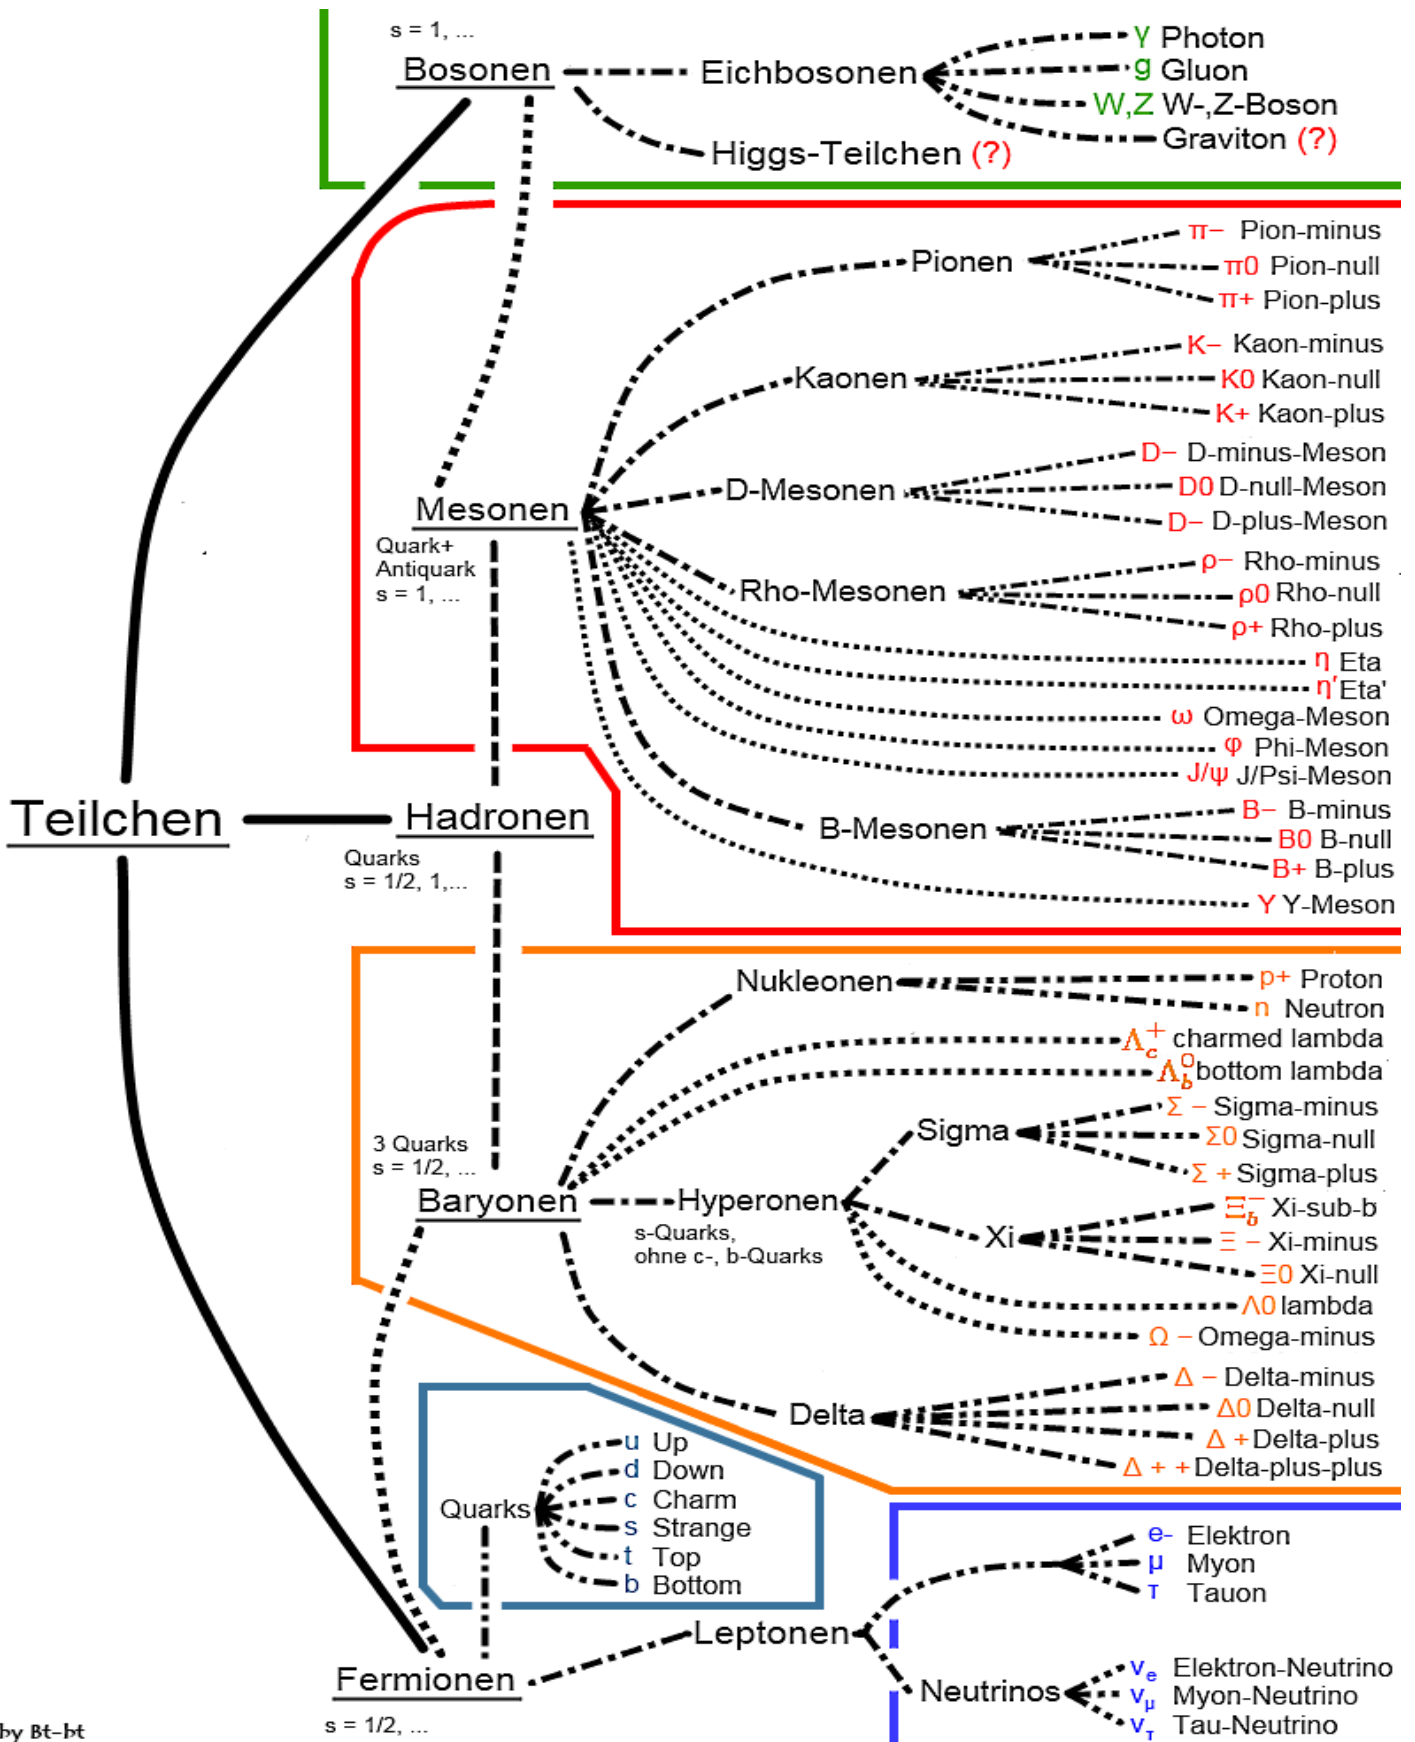 s = 1, ...
Bosonen
Eichbosonen
γ Photon
g Gluon
W,Z W-,Z-Boson
Graviton (?)
Higgs-Teilchen (?)
Pionen
π− Pion-minus
π0 Pion-null
π+ Pion-plus
Kaonen
K− Kaon-minus
K0 Kaon-null
K+ Kaon-plus
D-Mesonen
D− D-minus-Meson
D0 D-null-Meson
D− D-plus-Meson
Mesonen
Quark+
Antiquark
s = 1, ...
Rho-Mesonen
ρ− Rho-minus
ρ0 Rho-null
ρ+ Rho-plus
η Eta
η' Eta'
ω Omega-Meson
φ Phi-Meson
J/ψ J/Psi-Meson
B-Mesonen
B− B-minus
B0 B-null
B+ B-plus
Y Y-Meson
Teilchen
Hadronen
Quarks
s = 1/2, 1,...
Nukleonen
p+ Proton
n Neutron
Λc+ charmed lambda
Λb0 bottom lambda
3 Quarks
s = 1/2, ...
Baryonen
Hyperonen
s-Quarks,
ohne c-, b-Quarks
Sigma
Σ − Sigma-minus
Σ0 Sigma-null
Σ + Sigma-plus
Xi
Ξb− Xi-sub-b
Ξ − Xi-minus
Ξ0 Xi-null
Λ0 lambda
Ω − Omega-minus
Delta
Δ − Delta-minus
Δ0 Delta-null
Δ + Delta-plus
Δ + + Delta-plus-plus
Quarks
u Up
d Down
c Charm
s Strange
t Top
b Bottom
Leptonen
e- Elektron
μ Myon
τ Tauon
Neutrinos
νe Elektron-Neutrino
νμ Myon-Neutrino
ντ Tau-Neutrino
Fermionen
s = 1/2, ...
by Bt-bt